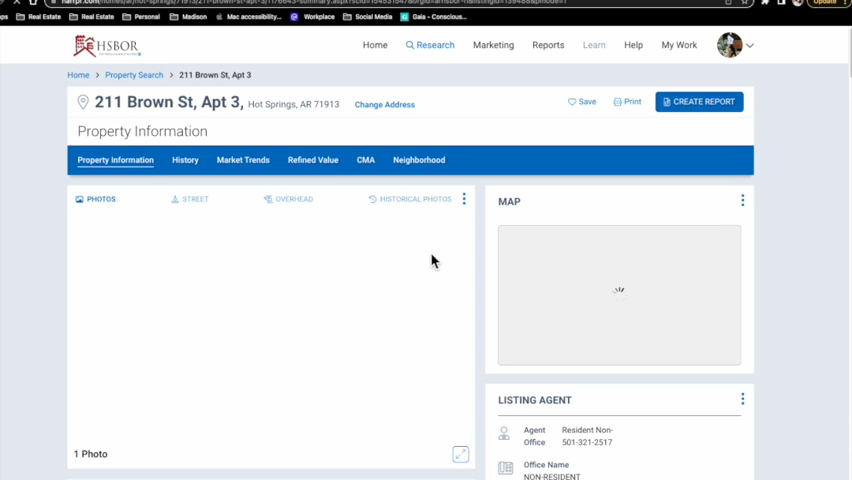 Real Estate Real Estate Personal Madison Mac accessibility... Workplace Social Media Gaia - Conscious...
HSBOR
Home Research Marketing Reports Learn Help My Work
Home > Property Search > 211 Brown St, Apt 3
211 Brown St, Apt 3, Hot Springs, AR 71913 Change Address
Save Print CREATE REPORT
Property Information
Property Information History Market Trends Refined Value CMA Neighborhood
PHOTOS STREET OVERHEAD HISTORICAL PHOTOS
MAP
1 Photo
LISTING AGENT
Agent Resident Non-
Office 501-321-2517
Office Name
NON-RESIDENT